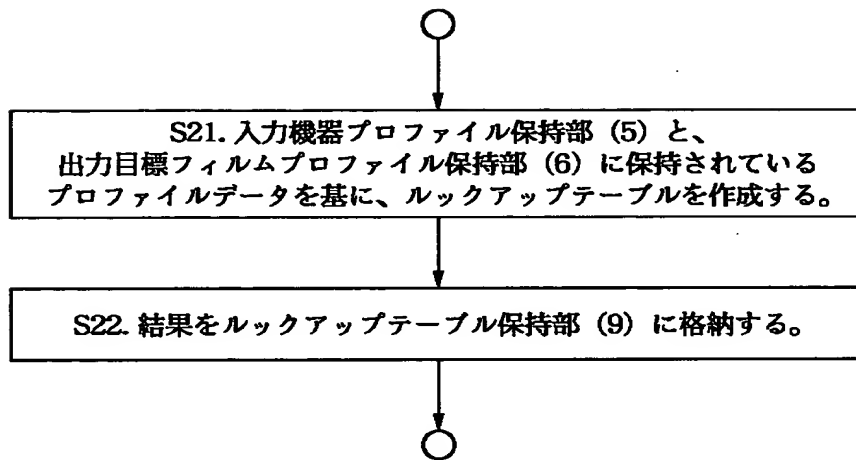 S21. 入力機器プロファイル保持部（5）と、
出力目標フィルムプロファイル保持部（6）に保持されている
プロファイルデータを基に、ルックアップテーブルを作成する。
S22. 結果をルックアップテーブル保持部（9）に格納する。